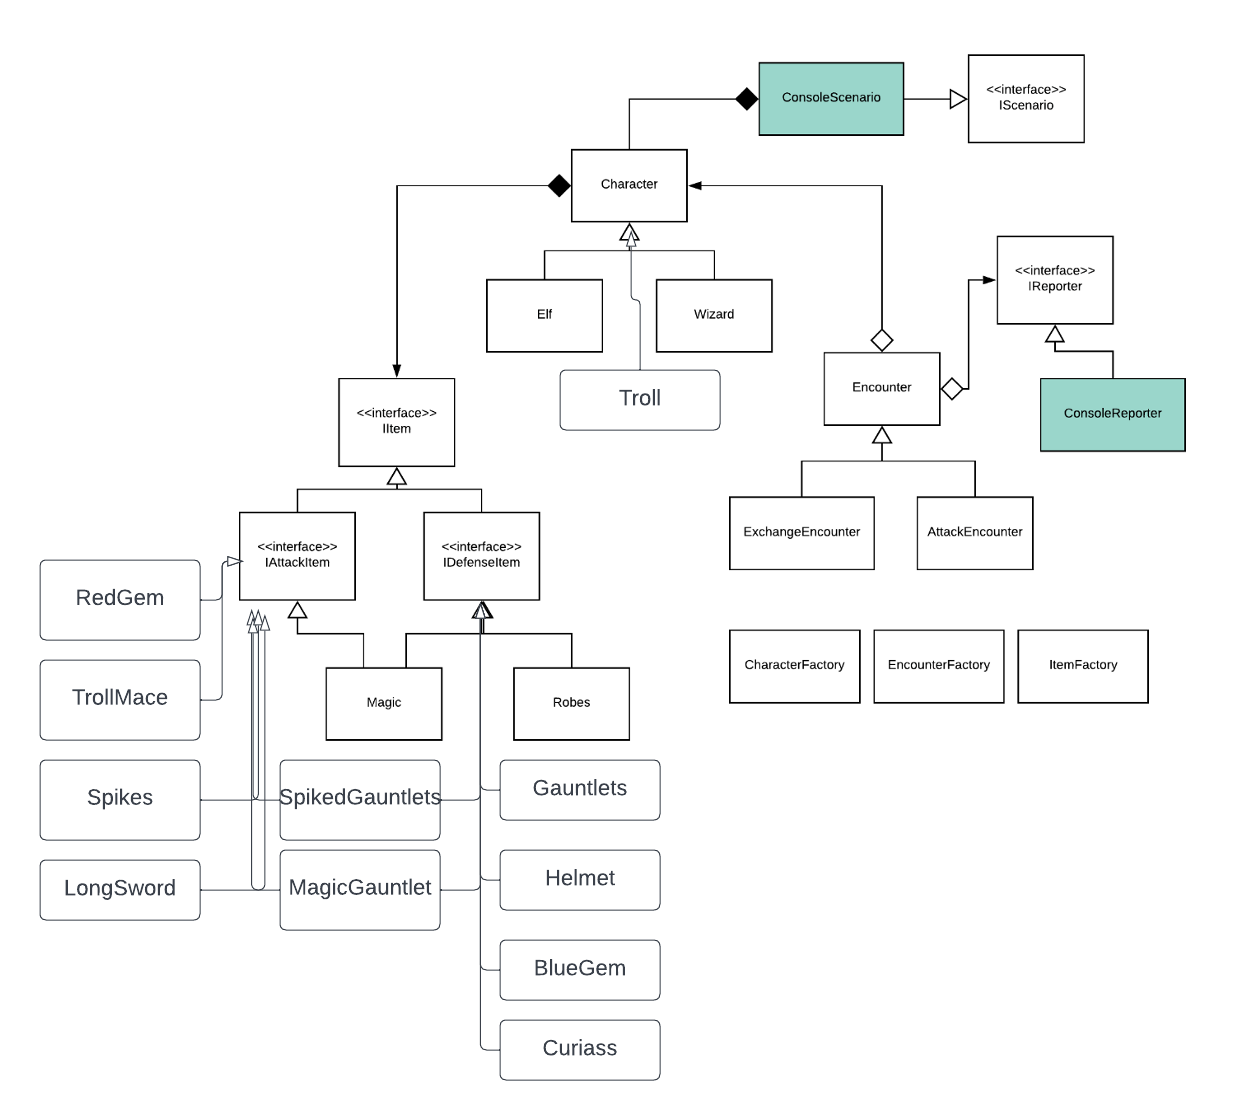 ConsoleScenario
<<interface>>
IScenario
Character
<<interface>>
IReporter
Elf
Wizard
Troll
Encounter
ConsoleReporter
<<interface>>
IItem
ExchangeEncounter
AttackEncounter
<<interface>>
IAttackItem
<<interface>>
IDefenseItem
RedGem
TrollMace
CharacterFactory
EncounterFactory
ItemFactory
Magic
Robes
Spikes
SpikedGauntlets
Gauntlets
LongSword
MagicGauntlet
Helmet
BlueGem
Curiass